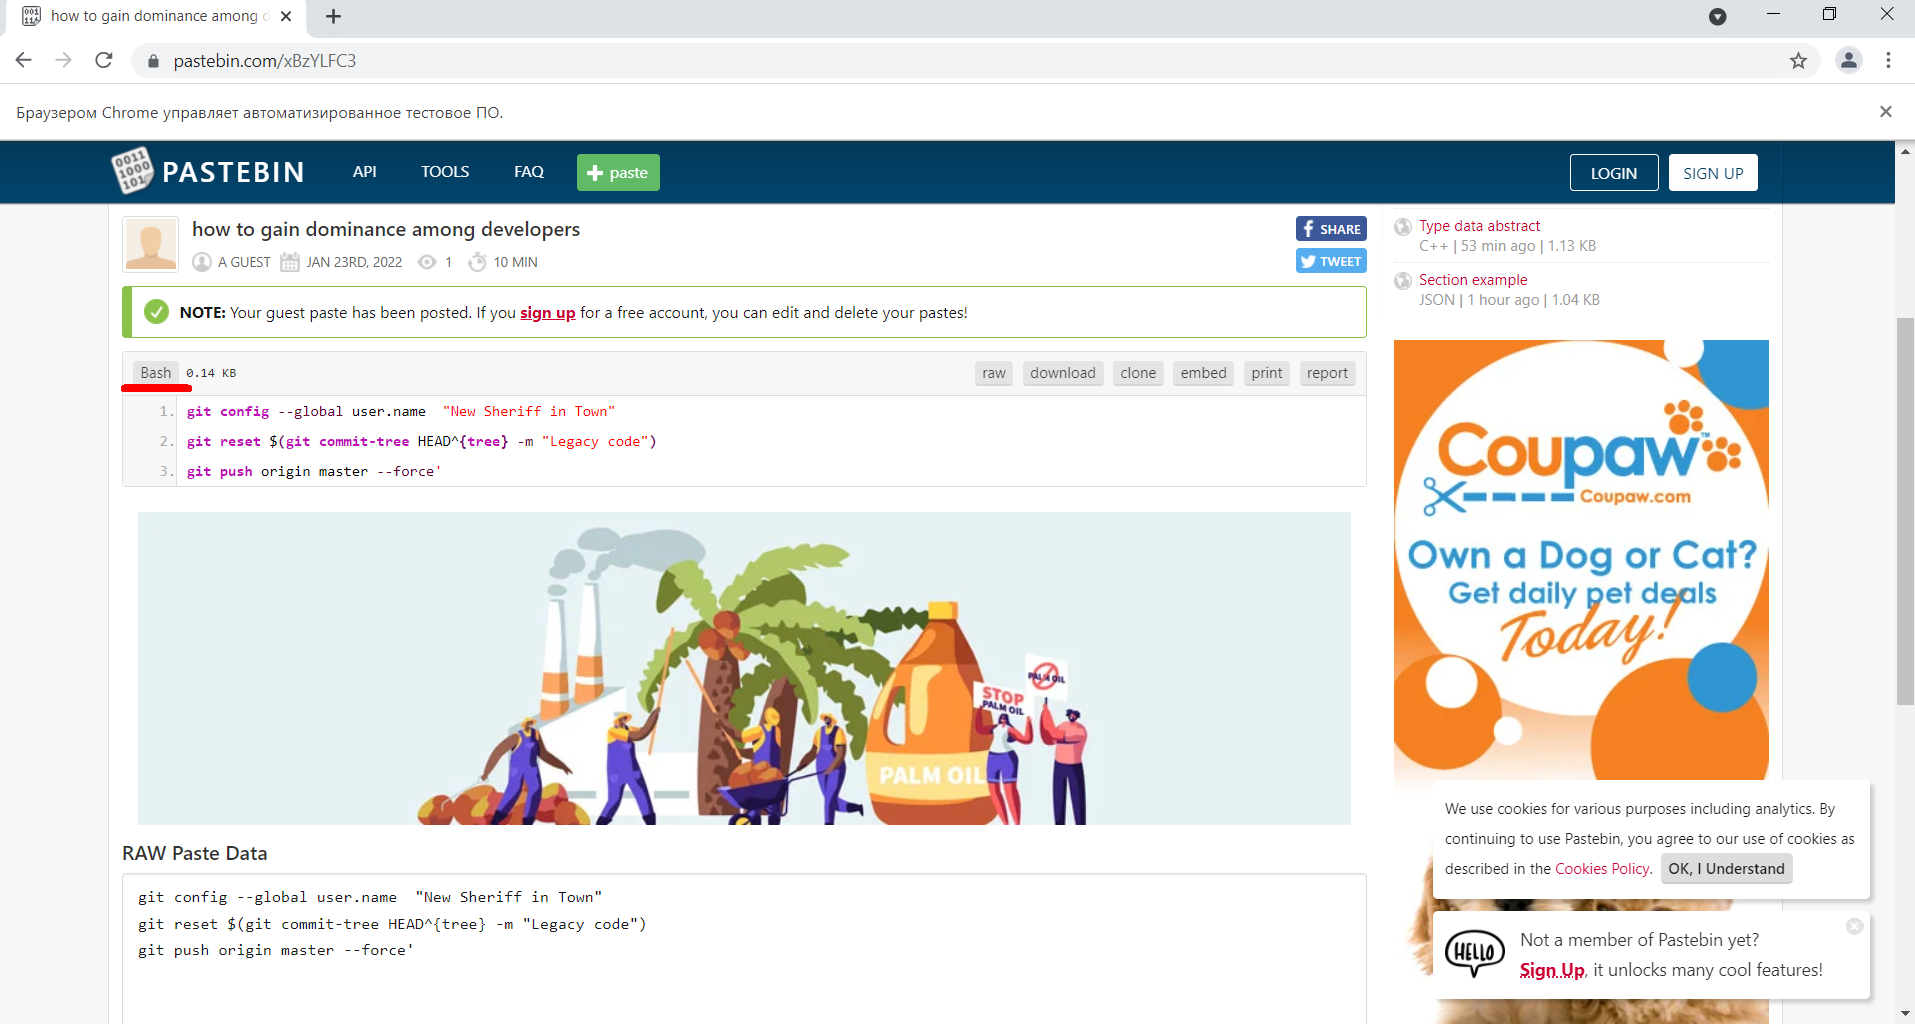 how to gain dominance among d
pastebin.com/xBzYLFC3
Браузером Chrome управляет автоматизированное тестовое ПО.
0011
1000
101
PASTEBIN
API
TOOLS
FAQ
paste
LOGIN
SIGN UP
how to gain dominance among developers
A GUEST JAN 23RD, 2022 1 10 MIN
SHARE
TWEET
NOTE: Your guest paste has been posted. If you sign up for a free account, you can edit and delete your pastes!
Bash 0.14 KB
raw download clone embed print report
1. git config --global user.name  "New Sheriff in Town"
2. git reset $(git commit-tree HEAD^{tree} -m "Legacy code")
3. git push origin master --force'
STOP
PALM OIL
PALM OIL
PALM OIL
RAW Paste Data
git config --global user.name  "New Sheriff in Town"
git reset $(git commit-tree HEAD^{tree} -m "Legacy code")
git push origin master --force'
Type data abstract
C++ | 53 min ago | 1.13 KB
Section example
JSON | 1 hour ago | 1.04 KB
Coupaw™
Coupaw.com
Own a Dog or Cat?
Get daily pet deals
Today!
We use cookies for various purposes including analytics. By
continuing to use Pastebin, you agree to our use of cookies as
described in the Cookies Policy. OK, I Understand
HELLO
Not a member of Pastebin yet?
Sign Up, it unlocks many cool features!